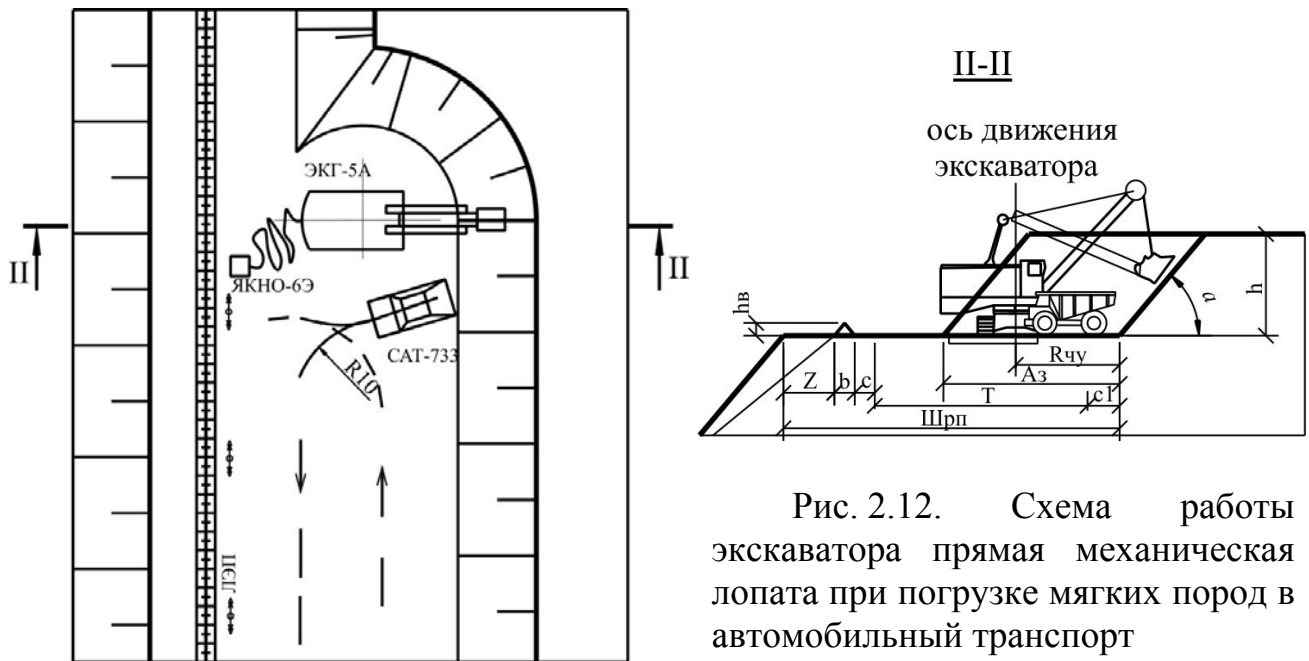 ЭКГ-5А
II
II
ЯКНО-6Э
САТ-733
R10
ЛЭП
II-II
ось движения
экскаватора
hв
a
h
Rчу
Aз
Z
b
c
T
c1
Шрп
Рис. 2.12. Схема работы
экскаватора прямая механическая
лопата при погрузке мягких пород в
автомобильный транспорт